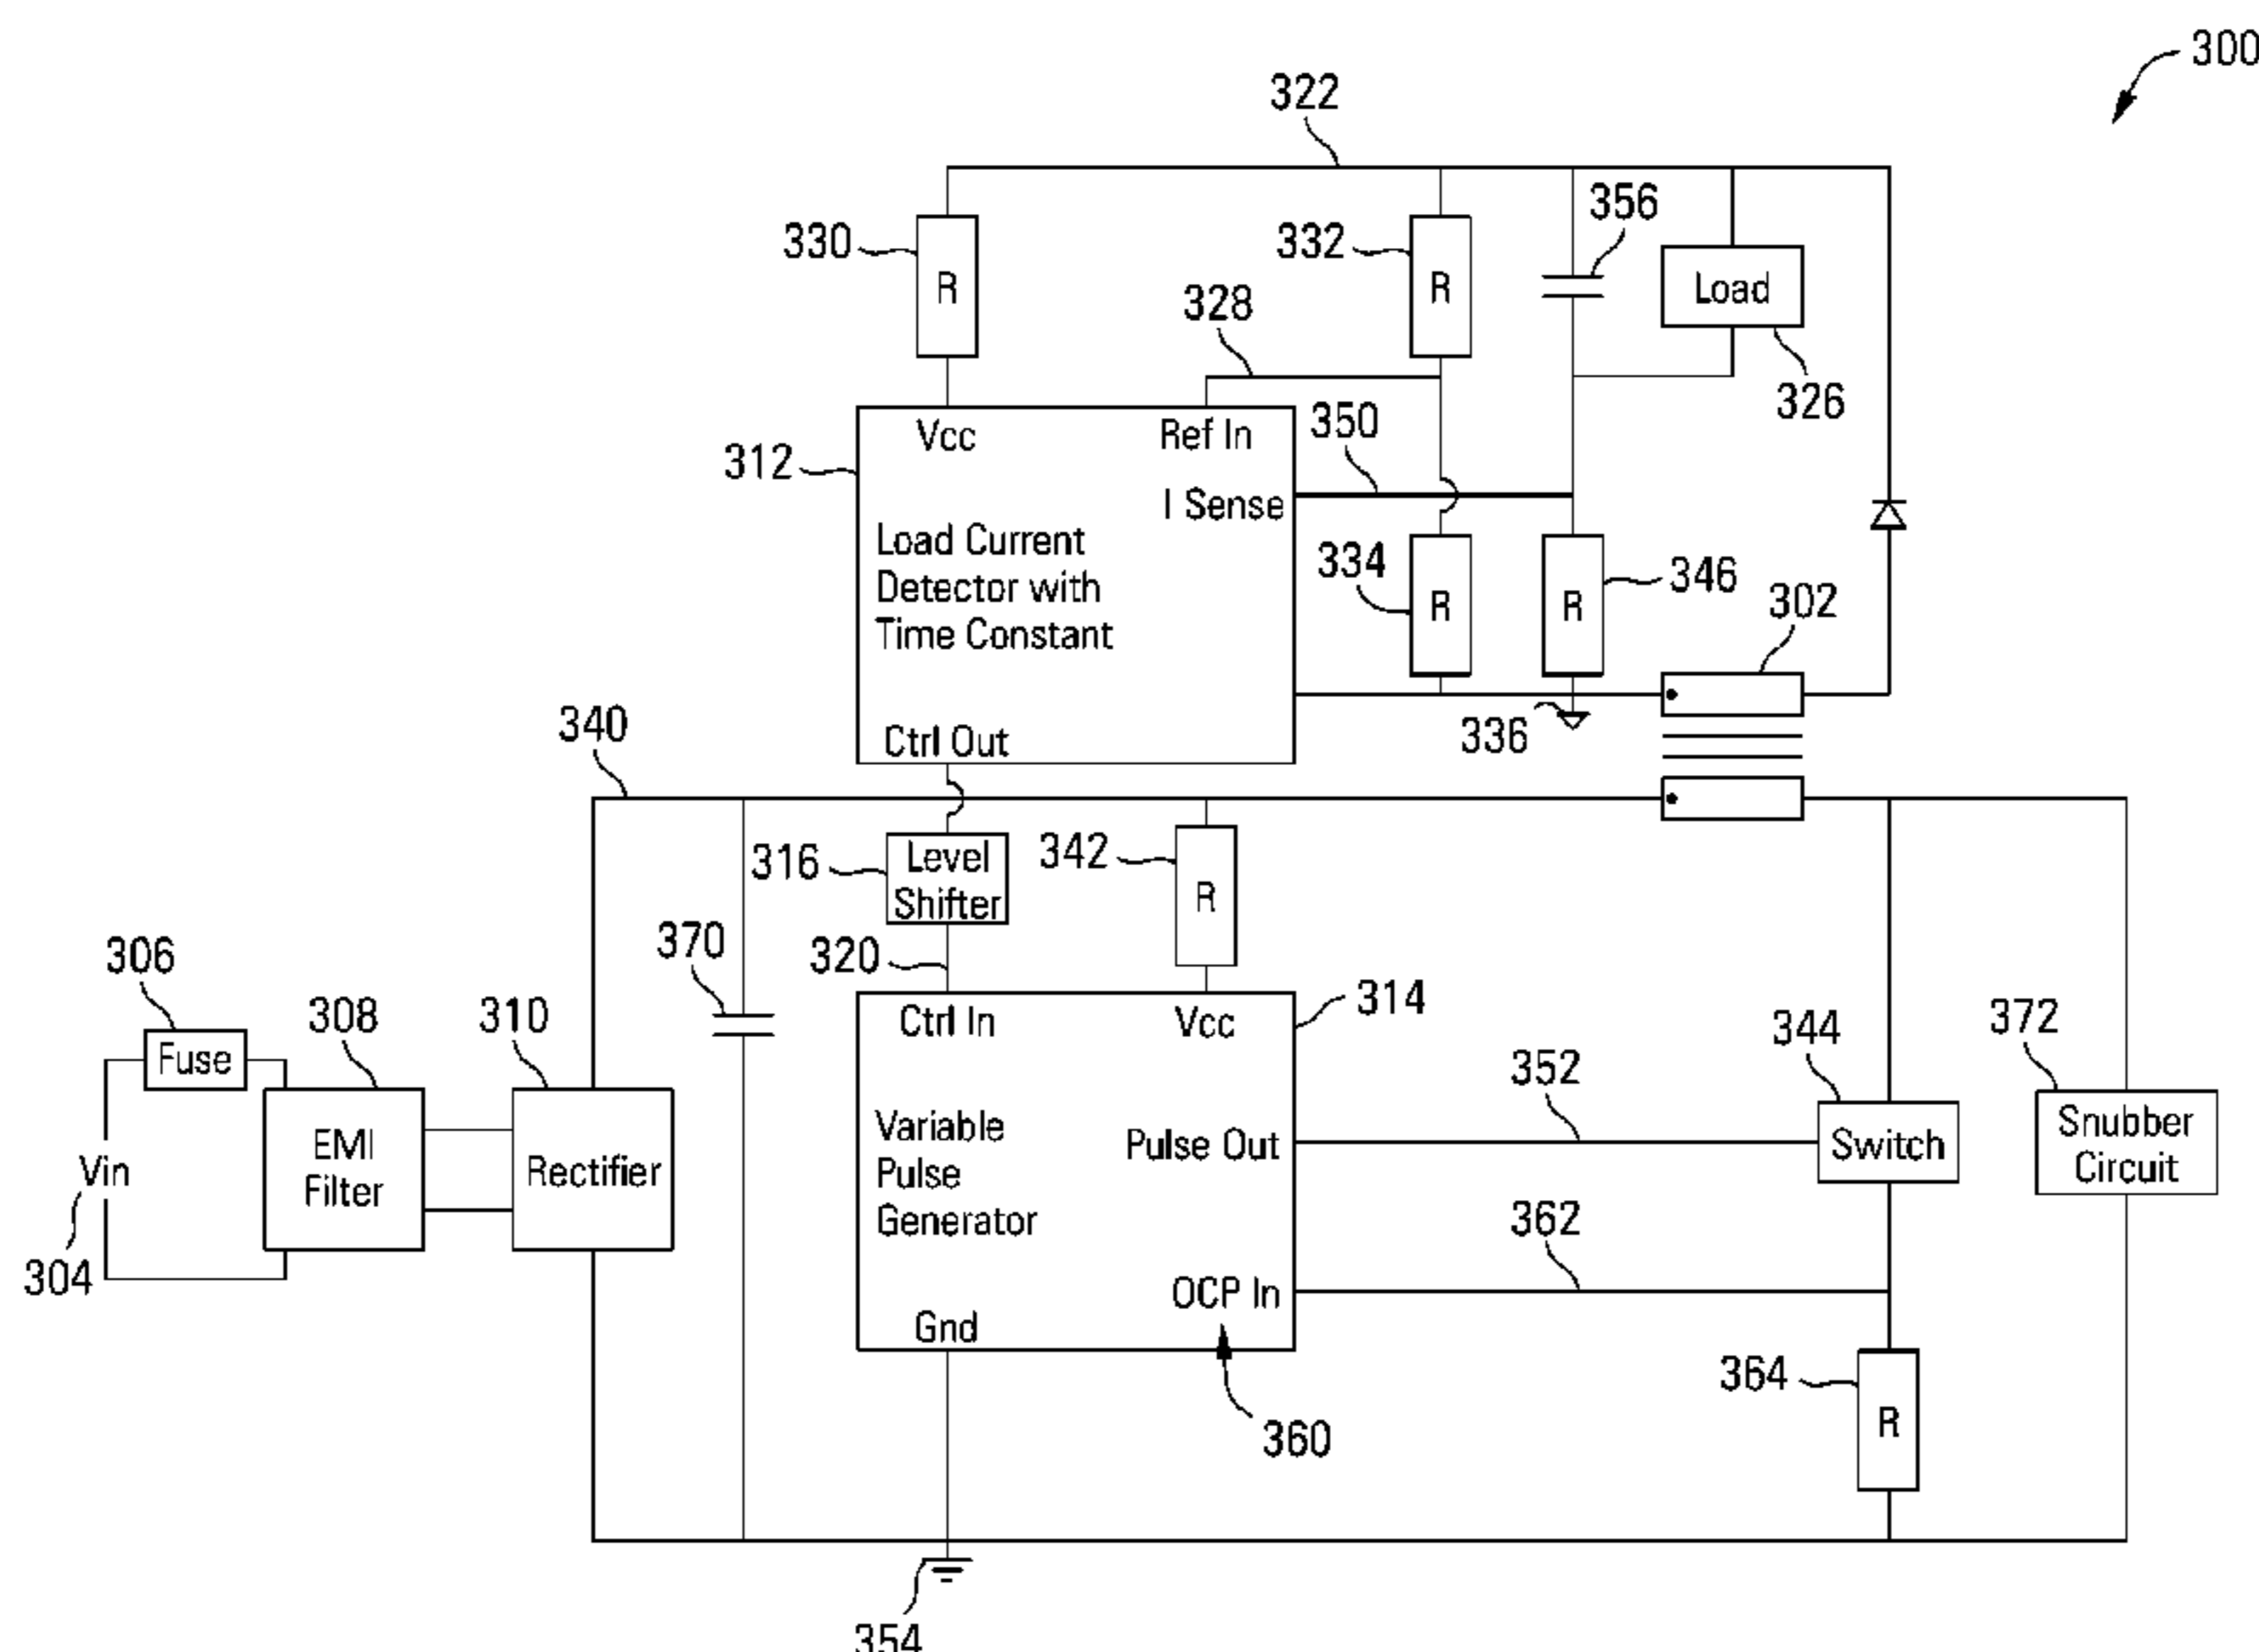 300
322
330
R
332
R
356
Load
326
328
312
Vcc
Ref In
350
I Sense
Load Current
Detector with
Time Constant
334
R
R
346
302
336
Ctrl Out
340
316
Level
Shifter
342
R
320
370
306
Fuse
308
EMI
Filter
310
Rectifier
Vin
304
314
Ctrl In
Vcc
Variable
Pulse
Generator
Pulse Out
352
344
Switch
372
Snubber
Circuit
362
OCP In
Gnd
360
364
R
354